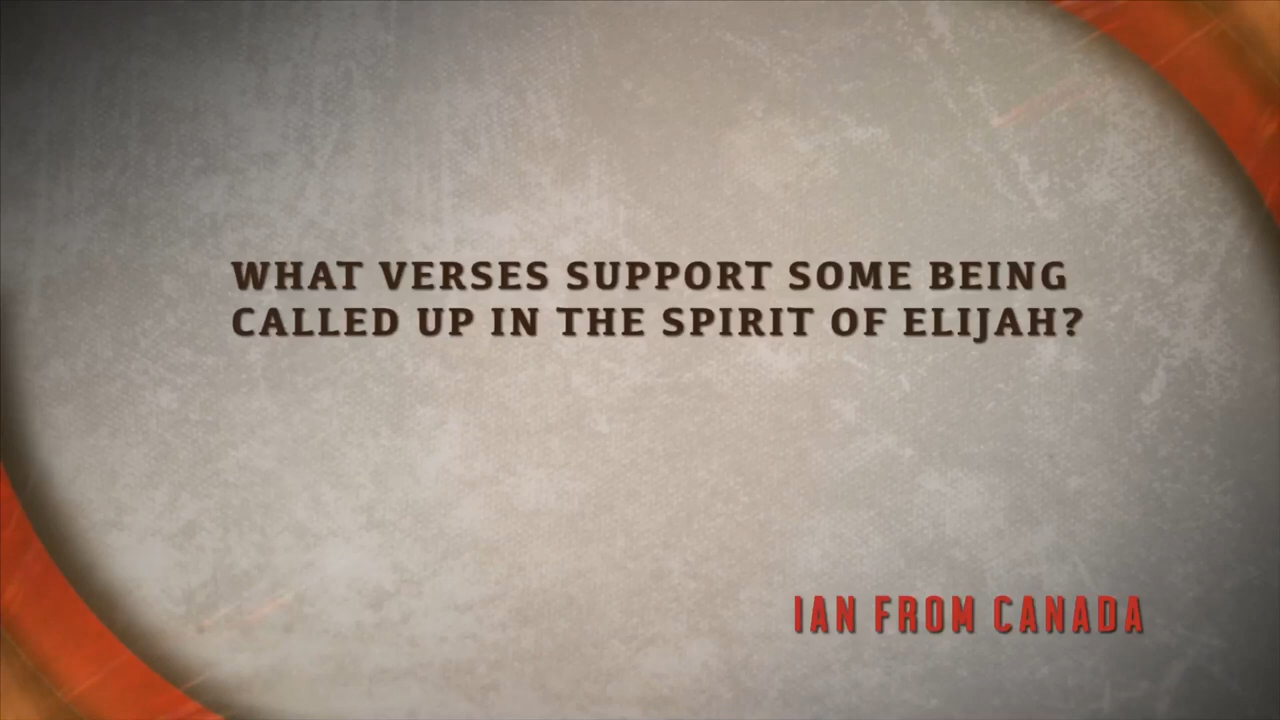 WHAT VERSES SUPPORT SOME BEING
CALLED UP IN THE SPIRIT OF ELIJAH?
IAN FROM CANADA